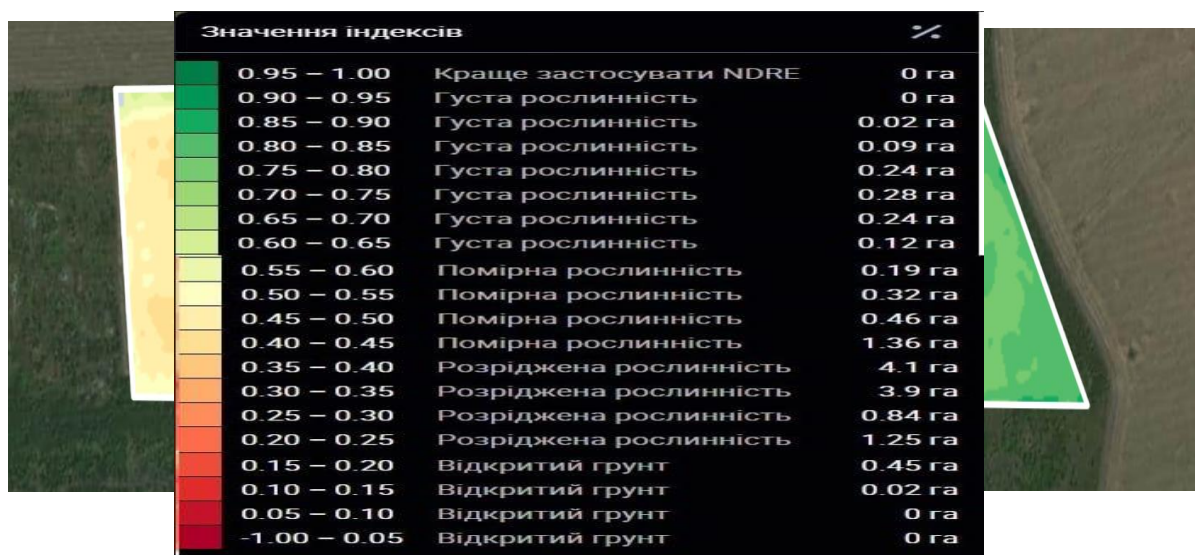 Значення індексів
0.95 – 1.00 Краще застосувати NDRE 0 га
0.90 – 0.95 Густа рослинність 0 га
0.85 – 0.90 Густа рослинність 0.02 га
0.80 – 0.85 Густа рослинність 0.09 га
0.75 – 0.80 Густа рослинність 0.24 га
0.70 – 0.75 Густа рослинність 0.28 га
0.65 – 0.70 Густа рослинність 0.24 га
0.60 – 0.65 Густа рослинність 0.12 га
0.55 – 0.60 Помірна рослинність 0.19 га
0.50 – 0.55 Помірна рослинність 0.32 га
0.45 – 0.50 Помірна рослинність 0.46 га
0.40 – 0.45 Помірна рослинність 1.36 га
0.35 – 0.40 Розріджена рослинність 4.1 га
0.30 – 0.35 Розріджена рослинність 3.9 га
0.25 – 0.30 Розріджена рослинність 0.84 га
0.20 – 0.25 Розріджена рослинність 1.25 га
0.15 – 0.20 Відкритий грунт 0.45 га
0.10 – 0.15 Відкритий грунт 0.02 га
0.05 – 0.10 Відкритий грунт 0 га
-1.00 – 0.05 Відкритий грунт 0 га